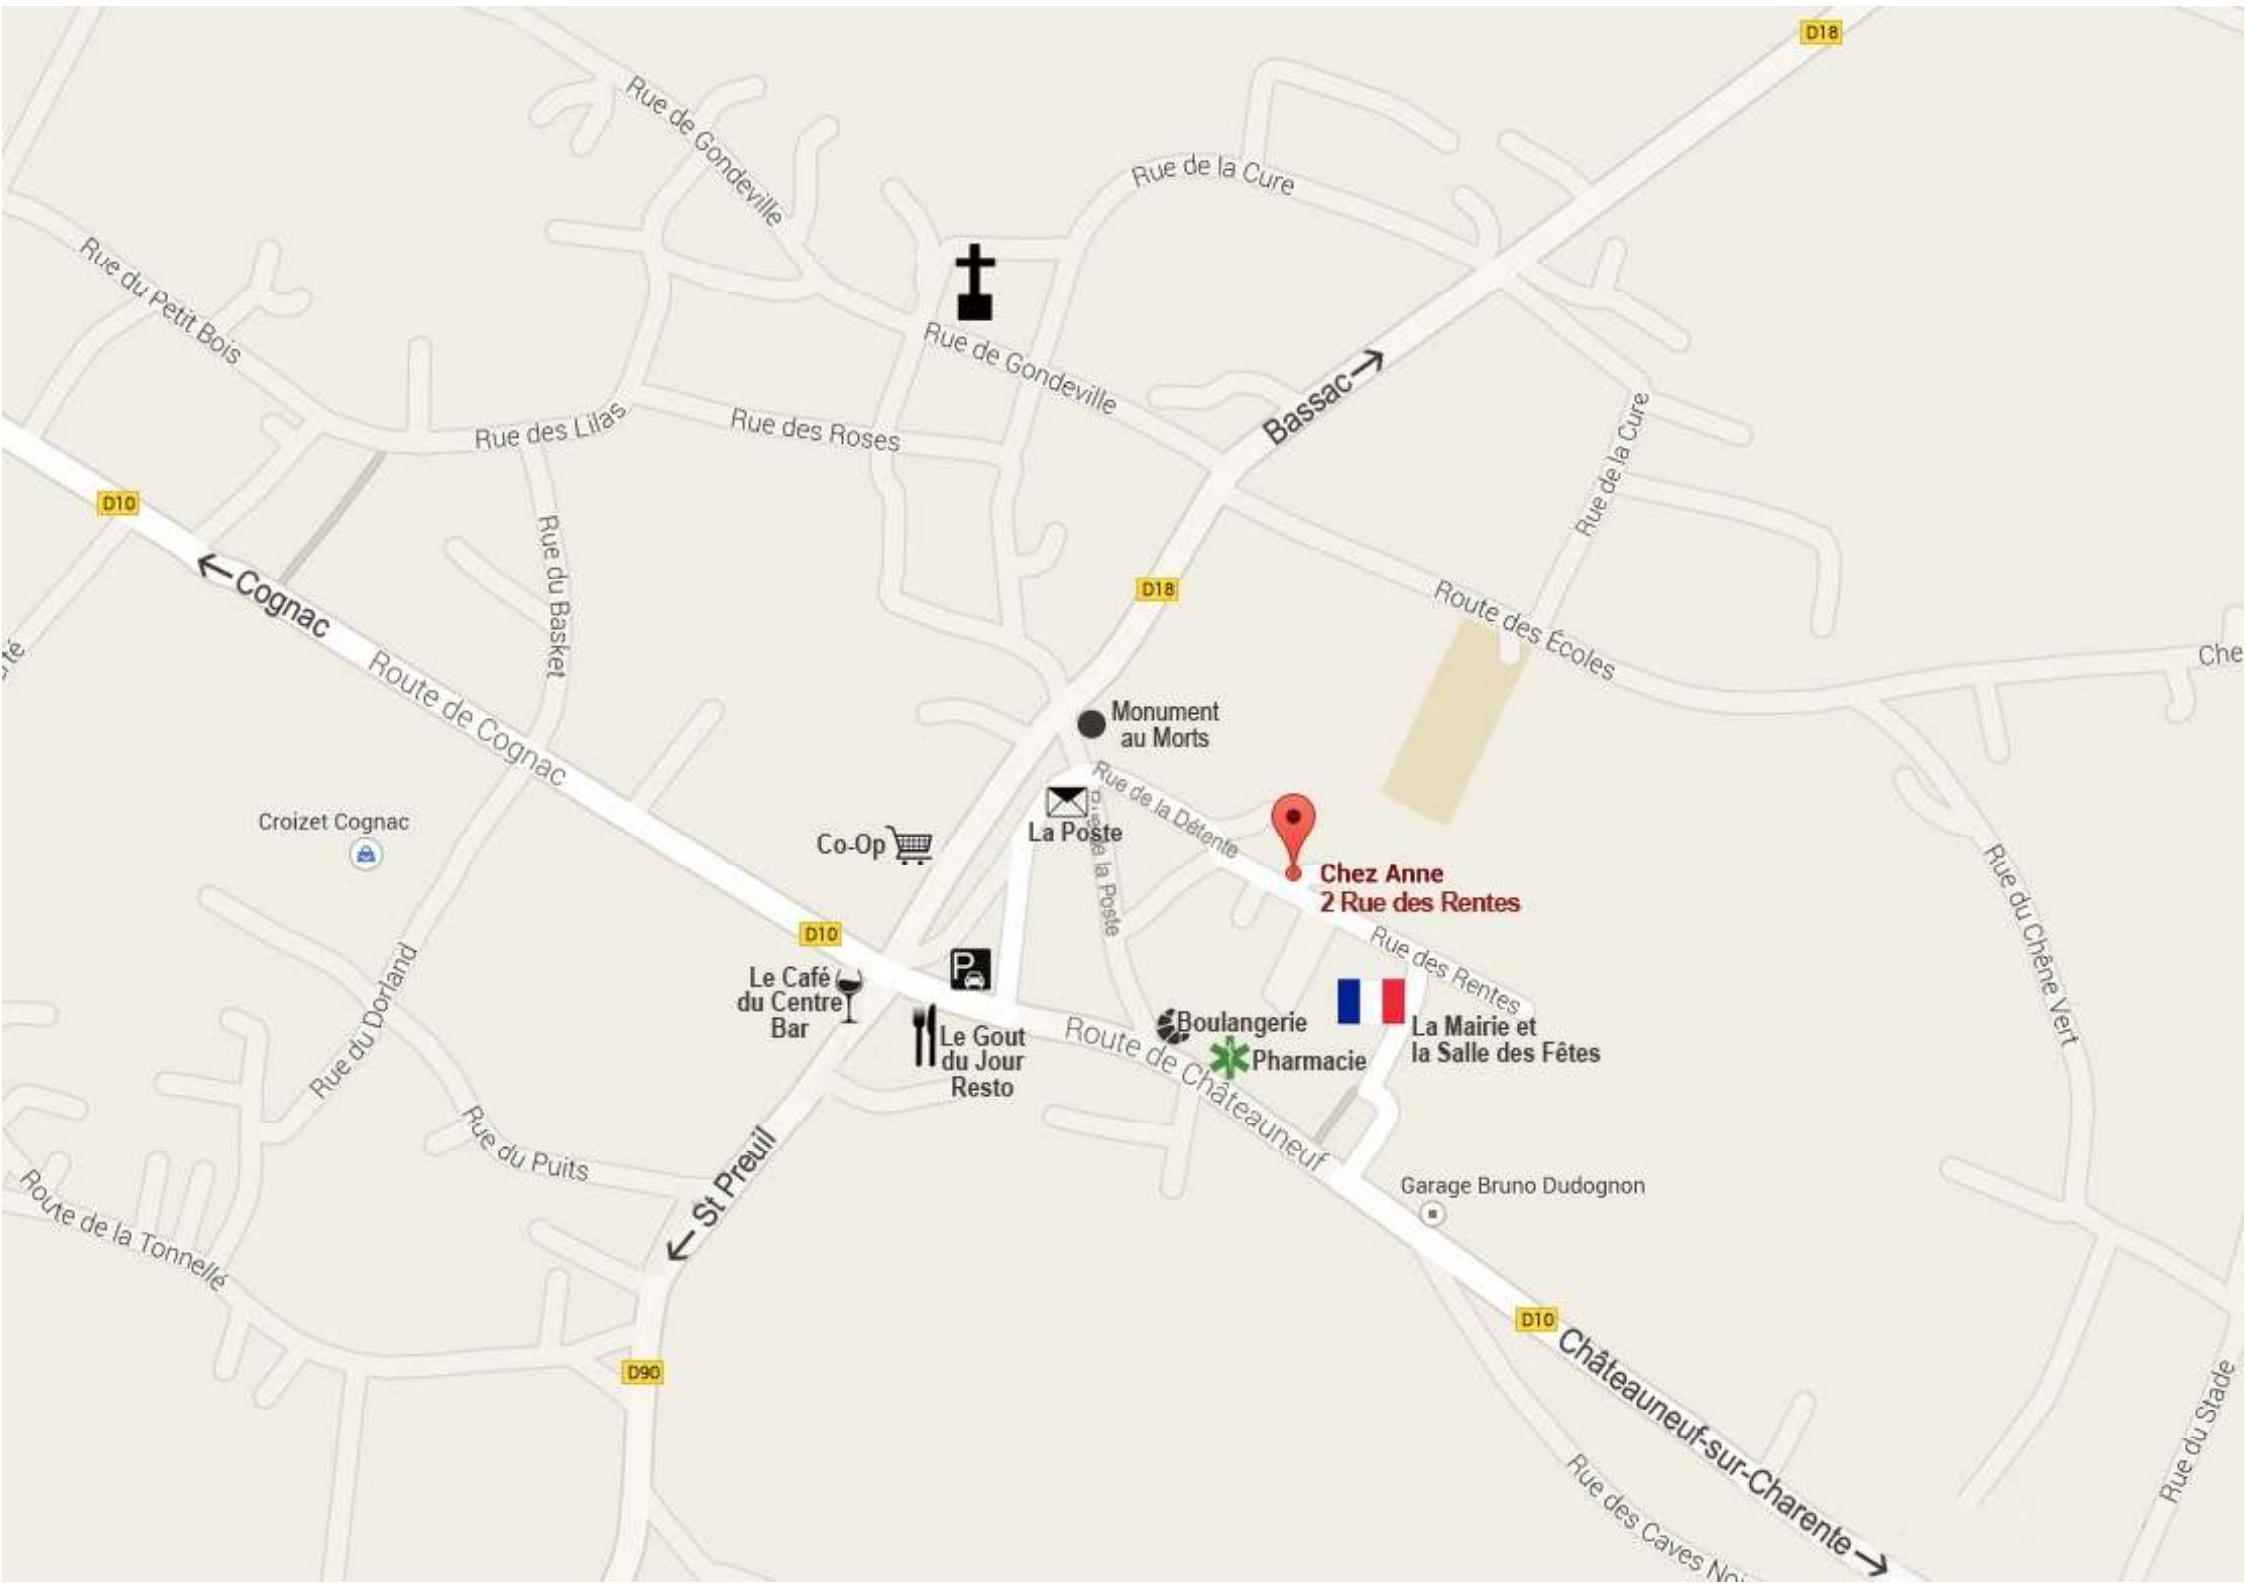 D18
Rue de Gondeville
Rue de la Cure
Rue du Petit Bois
Rue de Gondeville
Bassac
Rue des Lilas
Rue des Roses
Rue de la Cure
D10
Rue du Basket
Cognac
D18
Route des Écoles
Che
Route de Cognac
Monument
au Morts
Rue de la Détente
Croizet Cognac
Co-Op
La Poste
la Poste
Chez Anne
2 Rue des Rentes
Rue du Chêne Vert
D10
Rue des Rentes
Rue du Dorland
P
Le Café
du Centre
Bar
Le Gout
du Jour
Resto
Route de Châteauneuf
Boulangerie
Pharmacie
La Mairie et
la Salle des Fêtes
Rue du Puits
St Preuil
Garage Bruno Dudognon
Route de la Tonnellé
D10
D90
Châteauneuf-sur-Charente
Rue du Stade
Rue des Caves